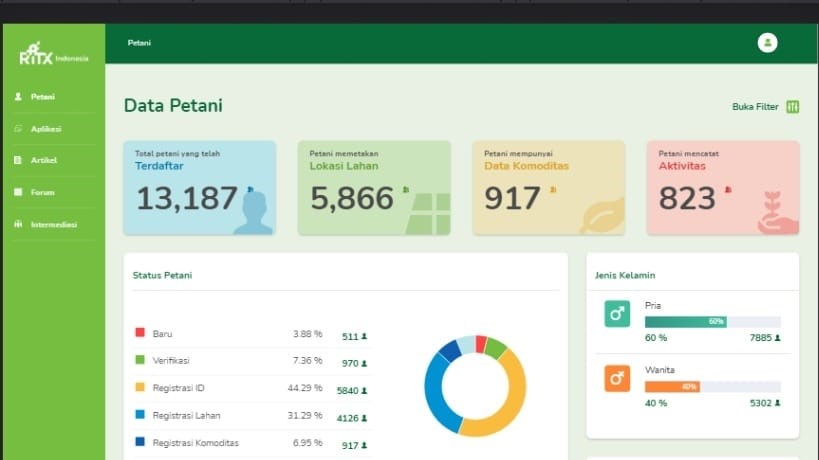 RiTX Indonesia
Petani
Petani
Aplikasi
Artikel
Forum
Intermediasi
Data Petani
Buka Filter
Total petani yang telah
Terdaftar
13,187
Petani memetakan
Lokasi Lahan
5,866
Petani mempunyai
Data Komoditas
917
Petani mencatat
Aktivitas
823
Status Petani
Baru 3.88 % 511
Verifikasi 7.36 % 970
Registrasi ID 44.29 % 5840
Registrasi Lahan 31.29 % 4126
Registrasi Komoditas 6.95 % 917
Jenis Kelamin
Pria
60%
60 % 7885
Wanita
40%
40 % 5302